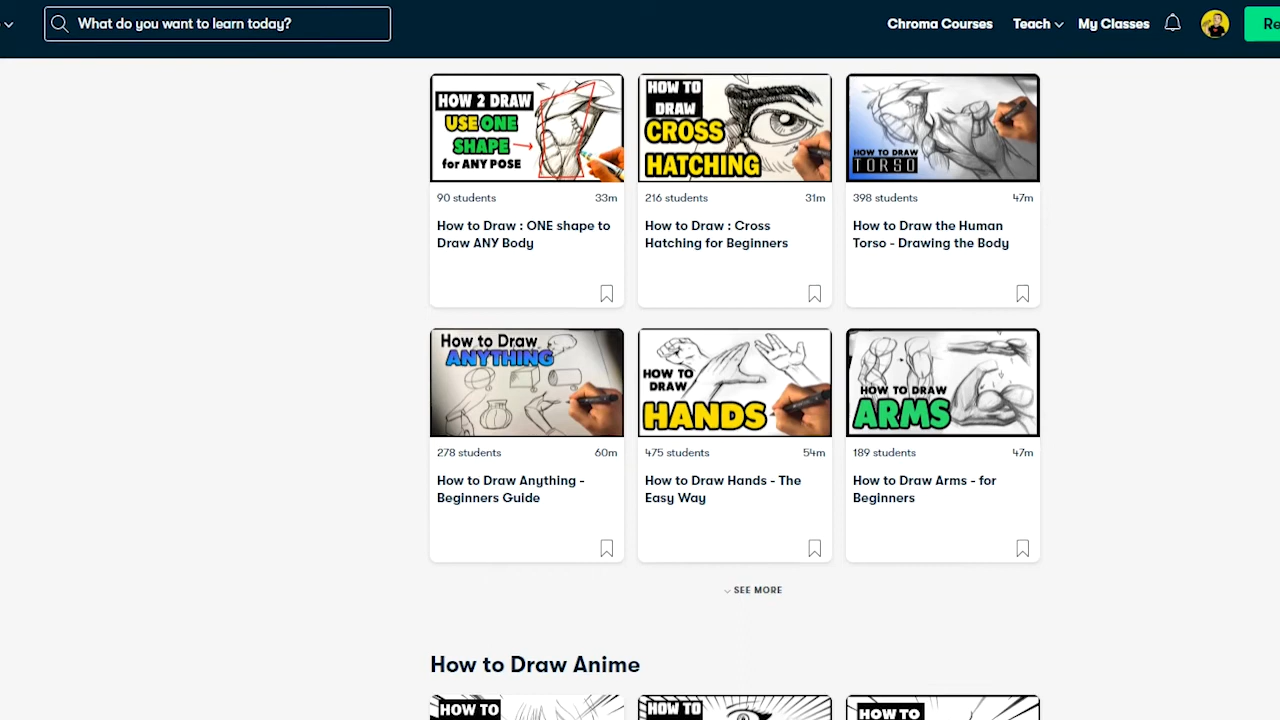 What do you want to learn today?
Chroma Courses
Teach
My Classes
Re
HOW 2 DRAW
USE ONE
SHAPE
for ANY POSE
90 students
33m
How to Draw : ONE shape to
Draw ANY Body
HOW TO
DRAW
CROSS
HATCHING
216 students
31m
How to Draw : Cross
Hatching for Beginners
HOW TO DRAW
TORSO
398 students
47m
How to Draw the Human
Torso - Drawing the Body
How to Draw
ANYTHING
278 students
60m
How to Draw Anything -
Beginners Guide
HOW TO
DRAW
HANDS
475 students
54m
How to Draw Hands - The
Easy Way
HOW TO DRAW
ARMS
189 students
47m
How to Draw Arms - for
Beginners
SEE MORE
How to Draw Anime
HOW TO
HOW TO
HOW TO